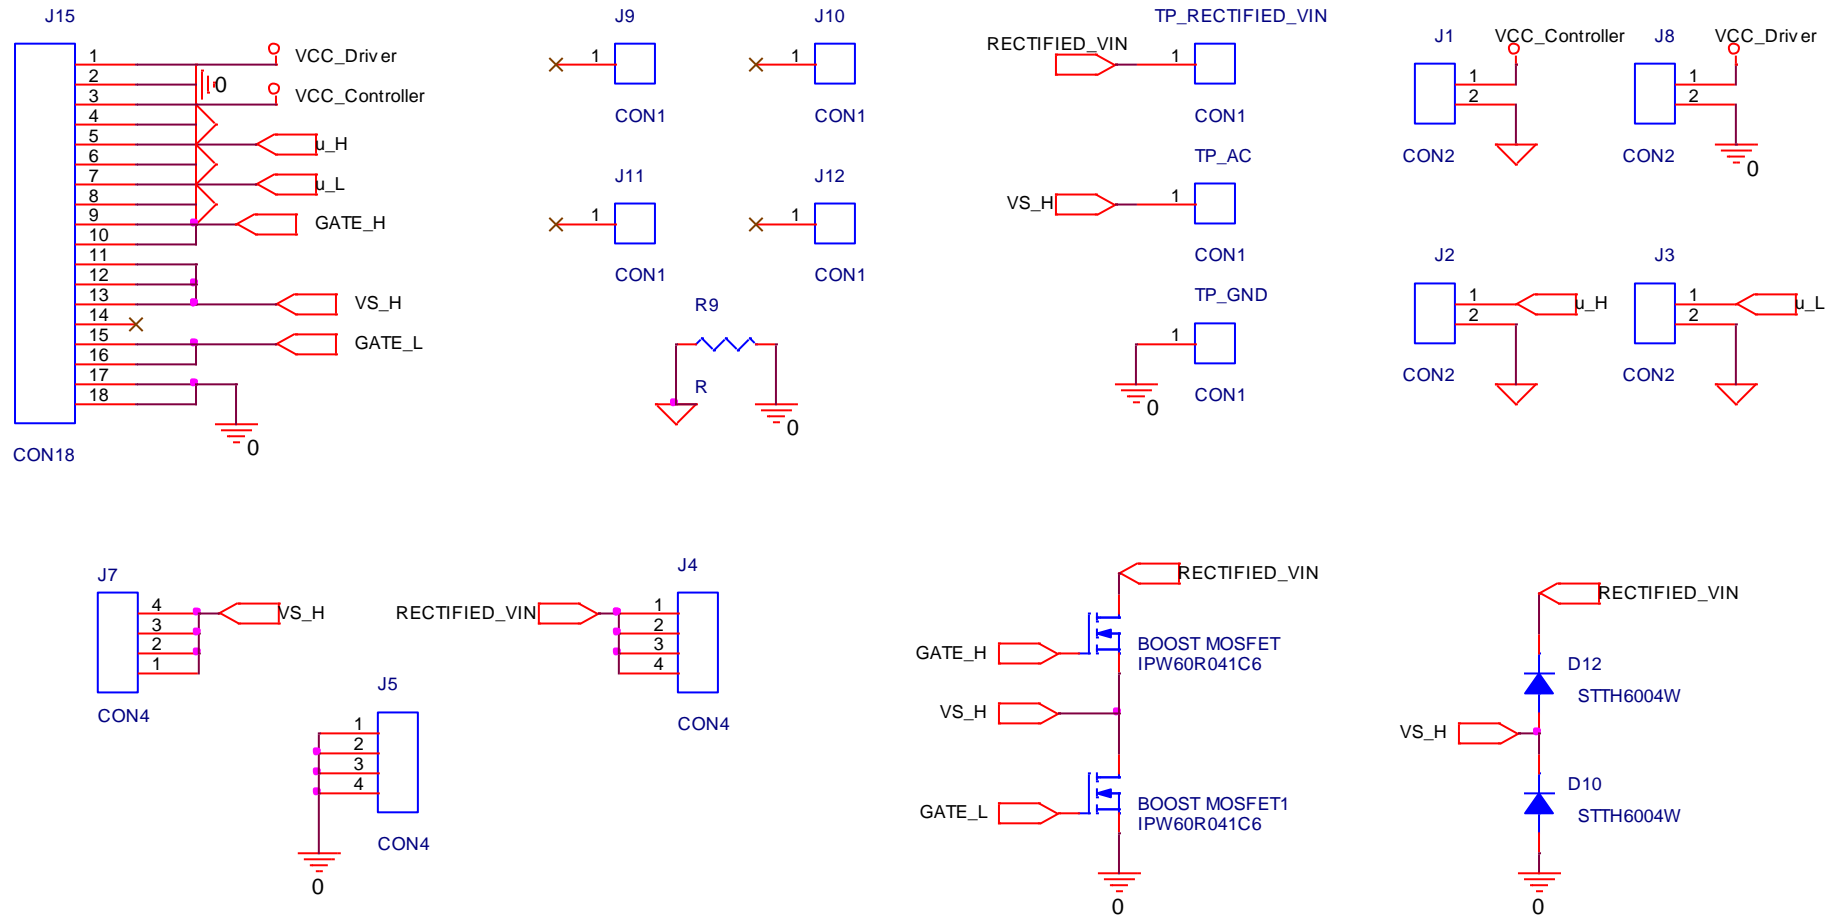 J15
1
2
3
4
5
6
7
8
9
10
11
12
13
14
15
16
17
18
VCC_Driver
0
VCC_Controller
µ_H
µ_L
GATE_H
VS_H
GATE_L
0
CON18
J9
1
CON1
J10
1
CON1
J11
1
CON1
J12
1
CON1
R9
R
0
TP_RECTIFIED_VIN
RECTIFIED_VIN
1
CON1
TP_AC
VS_H
1
CON1
TP_GND
1
0
CON1
J1
VCC_Controller
1
2
CON2
J8
VCC_Driver
1
2
CON2
0
J2
1
2
µ_H
CON2
J3
1
2
µ_L
CON2
J7
4
3
2
1
VS_H
CON4
J5
1
2
3
4
CON4
0
J4
RECTIFIED_VIN
1
2
3
4
CON4
RECTIFIED_VIN
GATE_H
BOOST MOSFET
IPW60R041C6
VS_H
GATE_L
BOOST MOSFET1
IPW60R041C6
0
RECTIFIED_VIN
D12
STTH6004W
VS_H
D10
STTH6004W
0